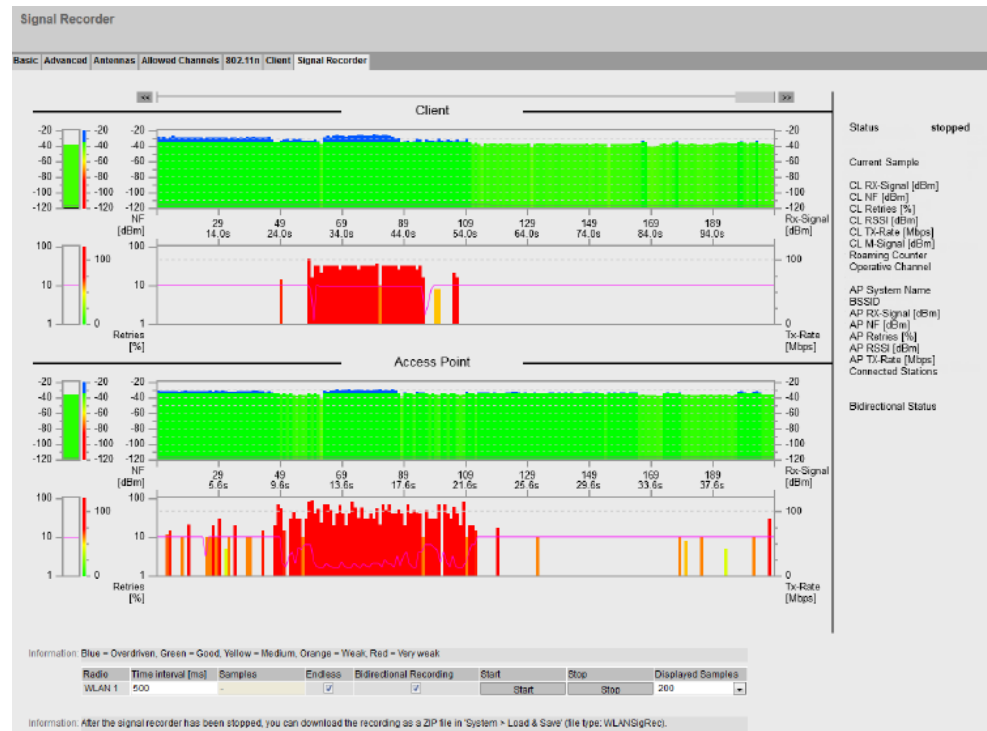 Signal Recorder
Basic Advanced Antennas Allowed Channels 802.11n Client Signal Recorder
<< >>
Client
-20 -20 -20 -20
-40 -40 -40 -40
-60 -60 -60 -60
-80 -80 -80 -80
-100 -100 -100 -100
-120 -120 -120 -120
NF [dBm]
29 49 69 89 109 129 149 169 189
14.0s 24.0s 34.0s 44.0s 54.0s 64.0s 74.0s 84.0s 94.0s
Rx-Signal [dBm]
100 100 100 100
10 10
1 0 1 0
Retries [%]
Tx-Rate [Mbps]
Access Point
-20 -20 -20 -20
-40 -40 -40 -40
-60 -60 -60 -60
-80 -80 -80 -80
-100 -100 -100 -100
-120 -120 -120 -120
NF [dBm]
29 49 69 89 109 129 149 169 189
5.6s 9.6s 13.6s 17.6s 21.6s 25.6s 29.6s 33.6s 37.6s
Rx-Signal [dBm]
100 100 100 100
10 10
1 0 1 0
Retries [%]
Tx-Rate [Mbps]
Status stopped
Current Sample
CL RX-Signal [dBm]
CL NF [dBm]
CL Retries [%]
CL RSSI [dBm]
CL TX-Rate [Mbps]
CL M-Signal [dBm]
Roaming Counter
Operative Channel
AP System Name
BSSID
AP RX-Signal [dBm]
AP NF [dBm]
AP Retries [%]
AP RSSI [dBm]
AP TX-Rate [Mbps]
Connected Stations
Bidirectional Status
Information: Blue = Overdriven, Green = Good, Yellow = Medium, Orange = Weak, Red = Very weak
Radio Time interval [ms] Samples Endless Bidirectional Recording Start Stop Displayed Samples
WLAN 1 500 - Start Stop 200
Information: After the signal recorder has been stopped, you can download the recording as a ZIP file in 'System > Load & Save' (file type: WLANSigRec).